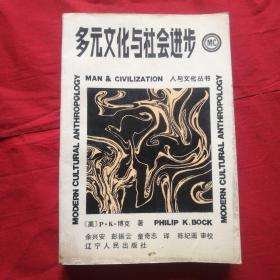 多元文化与社会进步
MC
MAN & CIVILIZATION 人与文化丛书
MODERN CULTURAL ANTHROPOLOGY
MODERN CULTURAL ANTHROPOLOGY
〔美〕P·K·博克 著 PHILIP K.BOCK
余兴安 彭振云 童奇志 译 陈纪遥 审校
辽宁人民出版社